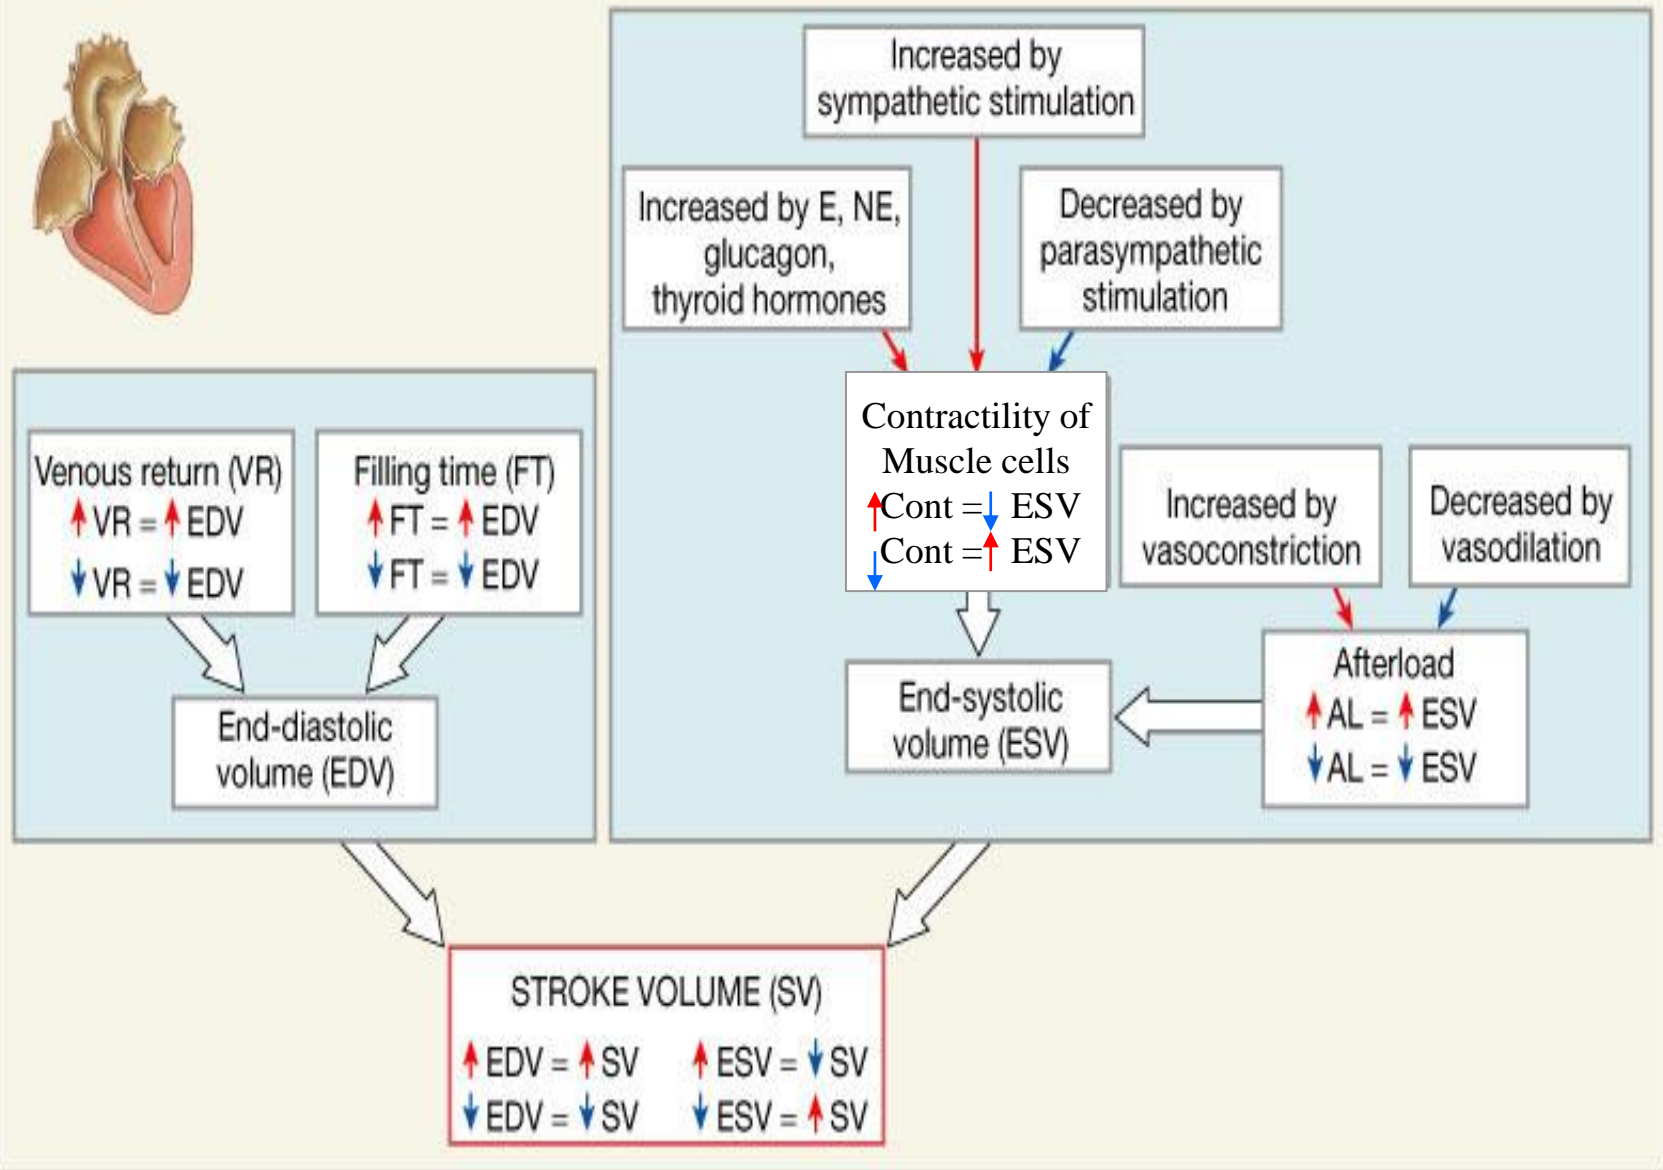 Increased by
sympathetic stimulation
Increased by E, NE,
glucagon,
thyroid hormones
Decreased by
parasympathetic
stimulation
Contractility of
Muscle cells
↑Cont =↓ ESV
↓Cont =↑ ESV
Venous return (VR)
↑ VR = ↑ EDV
↓ VR = ↓ EDV
Filling time (FT)
↑ FT = ↑ EDV
↓ FT = ↓ EDV
Increased by
vasoconstriction
Decreased by
vasodilation
End-diastolic
volume (EDV)
End-systolic
volume (ESV)
Afterload
↑ AL = ↑ ESV
↓ AL = ↓ ESV
STROKE VOLUME (SV)
↑ EDV = ↑ SV ↑ ESV = ↓ SV
↓ EDV = ↓ SV ↓ ESV = ↑ SV